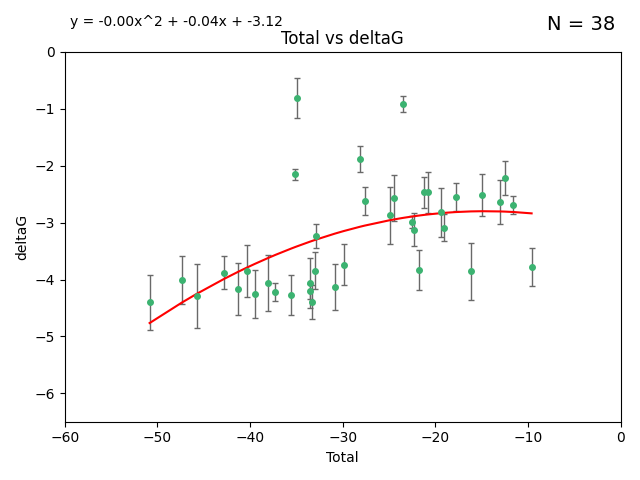 y = -0.00x^2 + -0.04x + -3.12
N = 38
Total vs deltaG
0
−1
−2
−3
−4
−5
−6
deltaG
−60
−50
−40
−30
−20
−10
0
Total